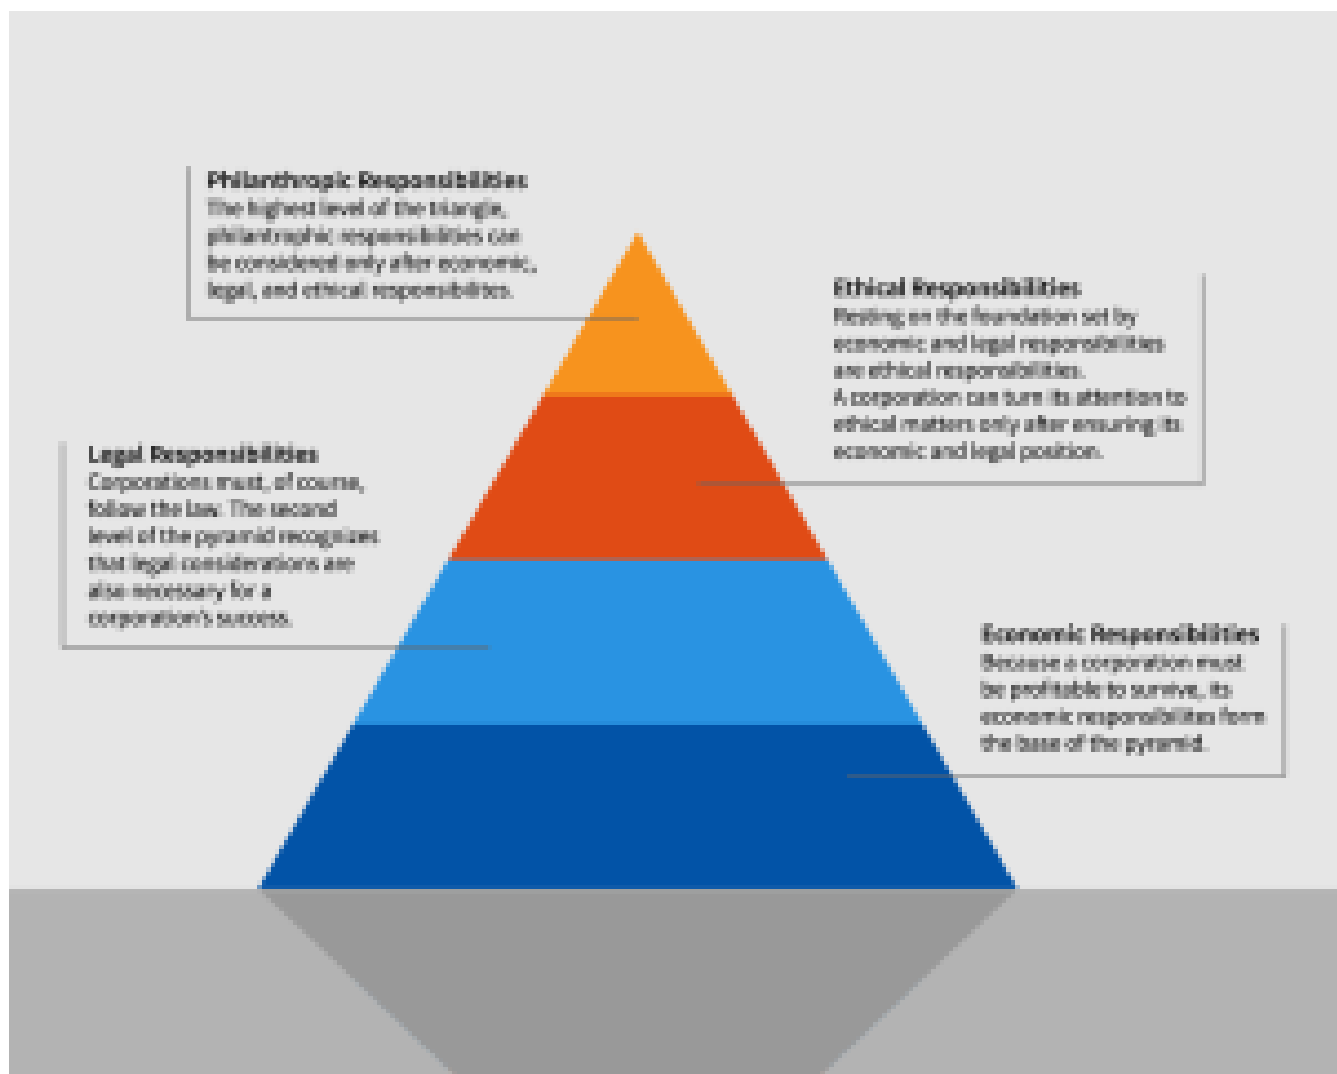 Philanthropic Responsibilities
The highest level of the triangle,
philantrophic responsibilities can
be considered only after economic,
legal, and ethical responsibilites.
Ethical Responsibilities
Resting on the foundation set by
economic and legal responsibilities
are ethical responsibilities.
A corporation can turn its attention to
ethical matters only after ensuring its
economic and legal position.
Legal Responsibilities
Corporations must, of course,
follow the law. The second
level of the pyramid recognizes
that legal considerations are
also necessary for a
corporation's success.
Economic Responsibilities
Because a corporation must
be profitable to survive, its
economic responsibilites form
the base of the pyramid.